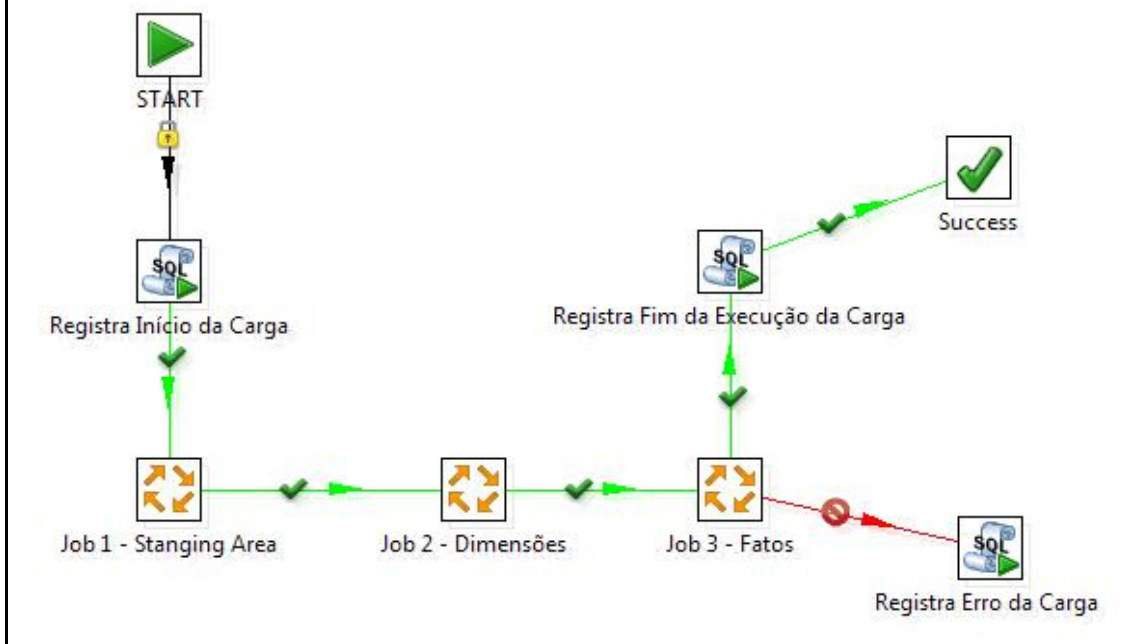 START
SQL
Registra Início da Carga
Success
SQL
Registra Fim da Execução da Carga
Job 1 - Stanging Area
Job 2 - Dimensões
Job 3 - Fatos
SQL
Registra Erro da Carga